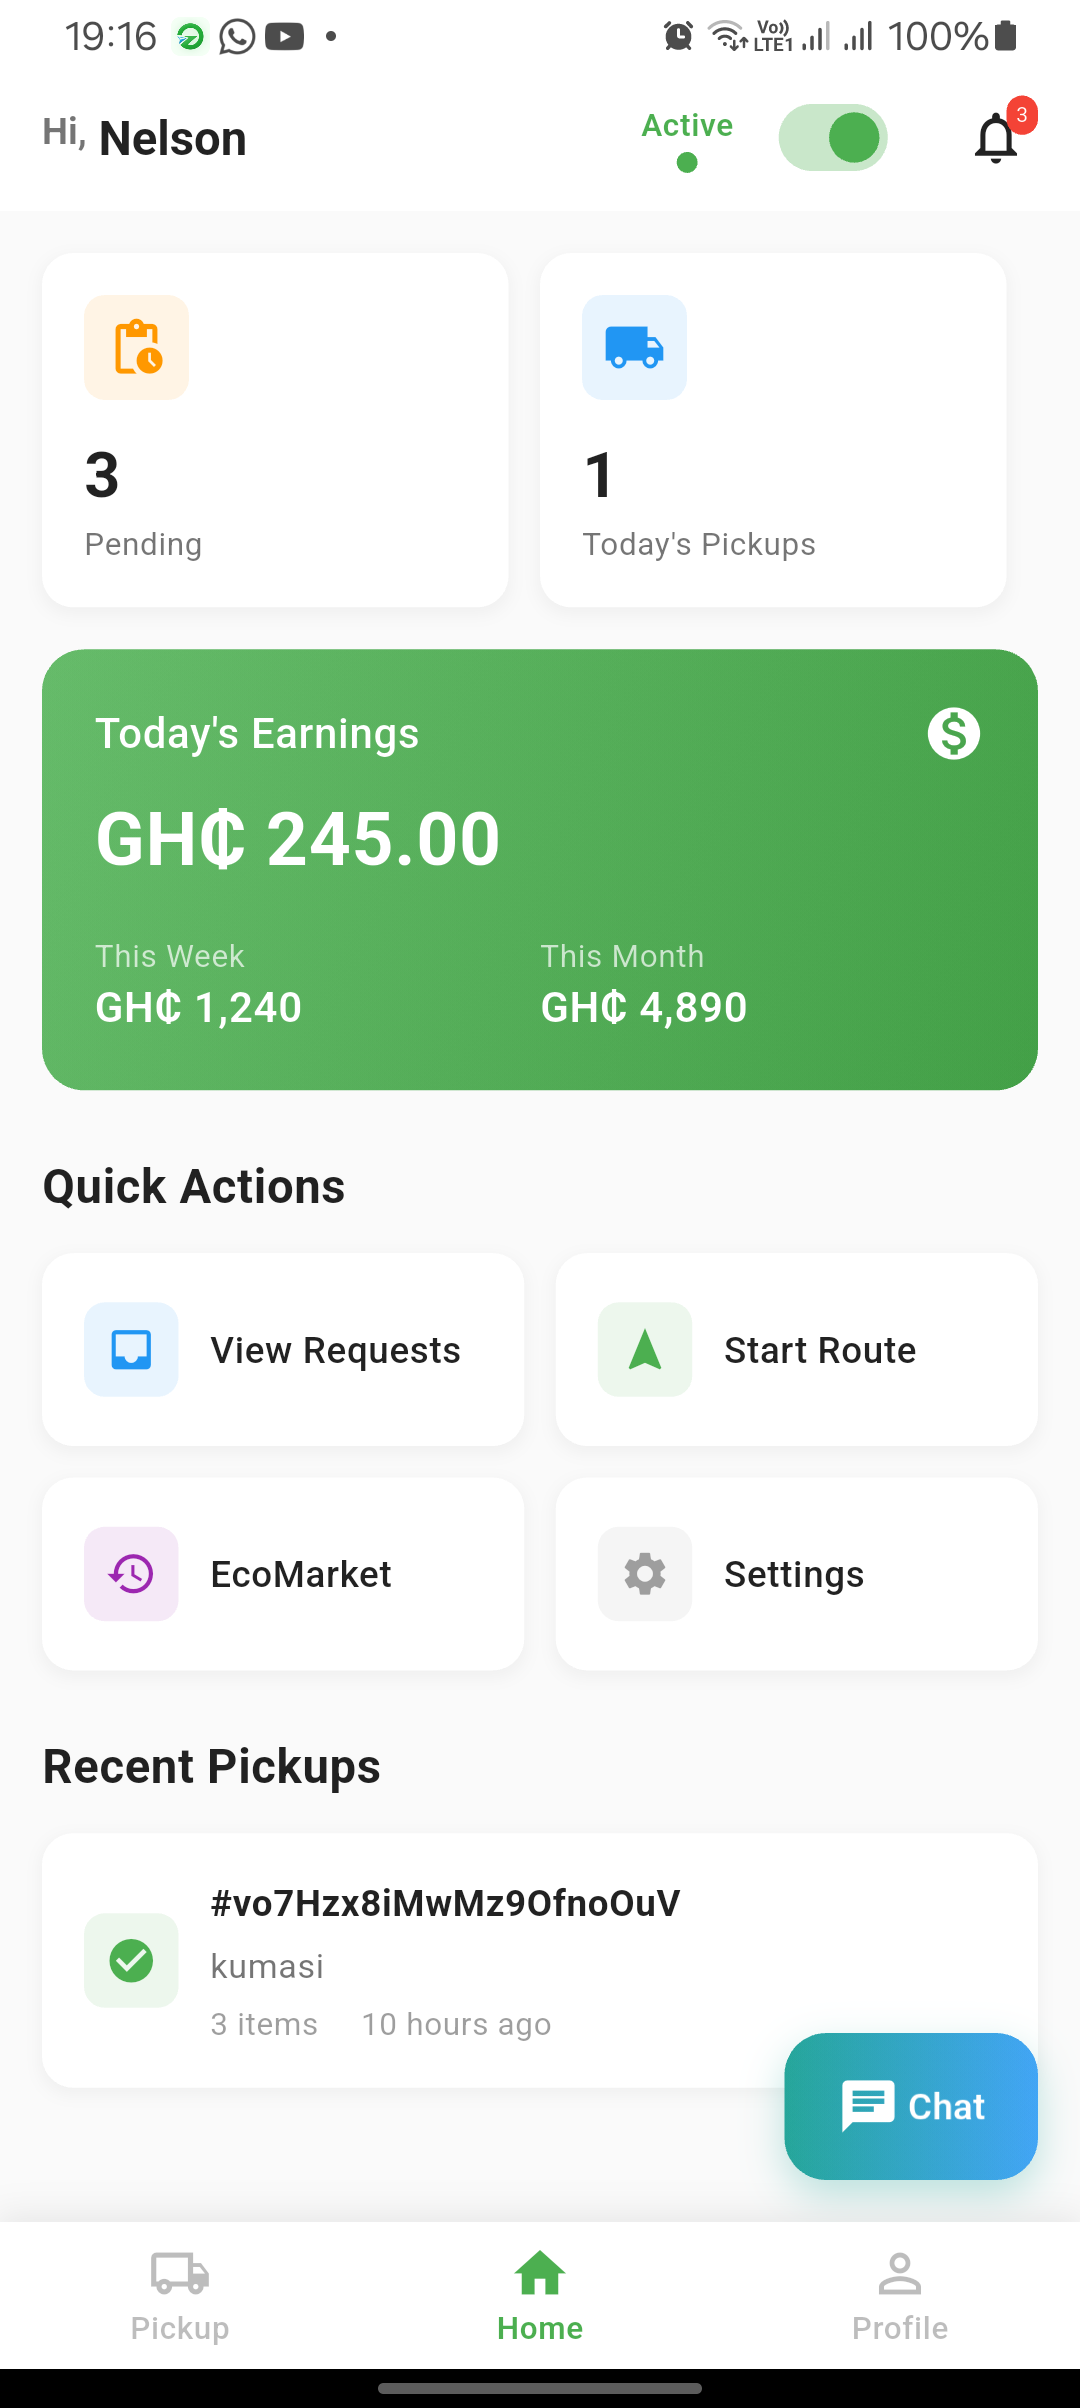 19:16
Vo)) LTE1
100%
Hi, Nelson
Active
3
3
Pending
1
Today's Pickups
Today's Earnings
GH₵ 245.00
This Week
GH₵ 1,240
This Month
GH₵ 4,890
Quick Actions
View Requests
Start Route
EcoMarket
Settings
Recent Pickups
#vo7Hzx8iMwMz9OfnoOuV
kumasi
3 items 10 hours ago
Chat
Pickup
Home
Profile